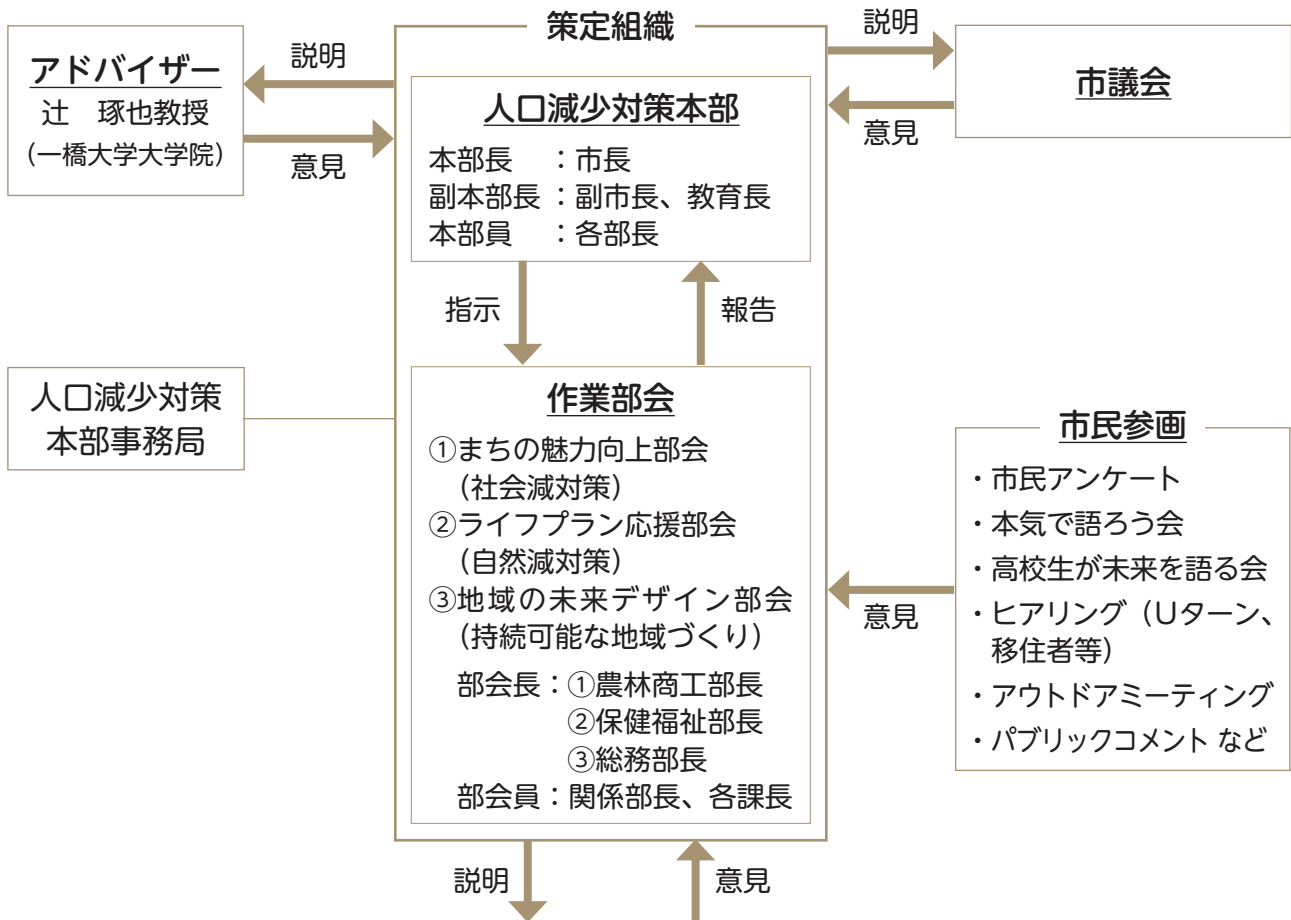 策定組織
アドバイザー
辻　琢也教授
（一橋大学大学院）
説明
意見
人口減少対策本部
本部長　：市長
副本部長：副市長、教育長
本部員　：各部長
説明
意見
市議会
指示
報告
人口減少対策
本部事務局
作業部会
①まちの魅力向上部会
（社会減対策）
②ライフプラン応援部会
（自然減対策）
③地域の未来デザイン部会
（持続可能な地域づくり）
部会長：①農林商工部長
②保健福祉部長
③総務部長
部会員：関係部長、各課長
意見
市民参画
・市民アンケート
・本気で語ろう会
・高校生が未来を語る会
・ヒアリング（Uターン、
移住者等）
・アウトドアミーティング
・パブリックコメント など
説明
意見